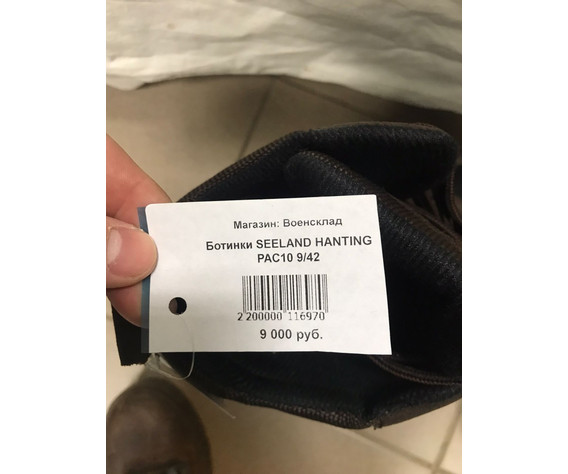 Магазин: Военсклад
Ботинки SEELAND HANTING
PAC10 9/42
2 200000 116970
9 000 руб.